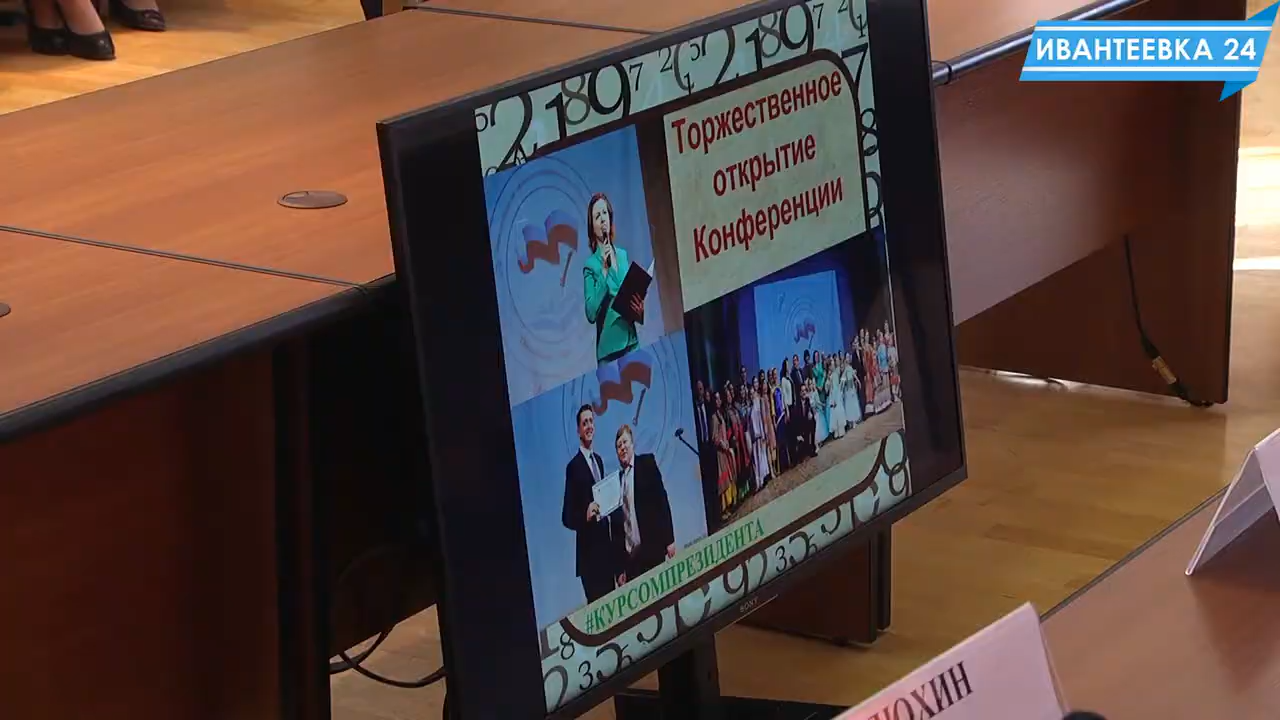 ИВАНТЕЕВКА 24
Торжественное
открытие
Конференции
#КУРСОМПРЕЗИДЕНТА
SONY